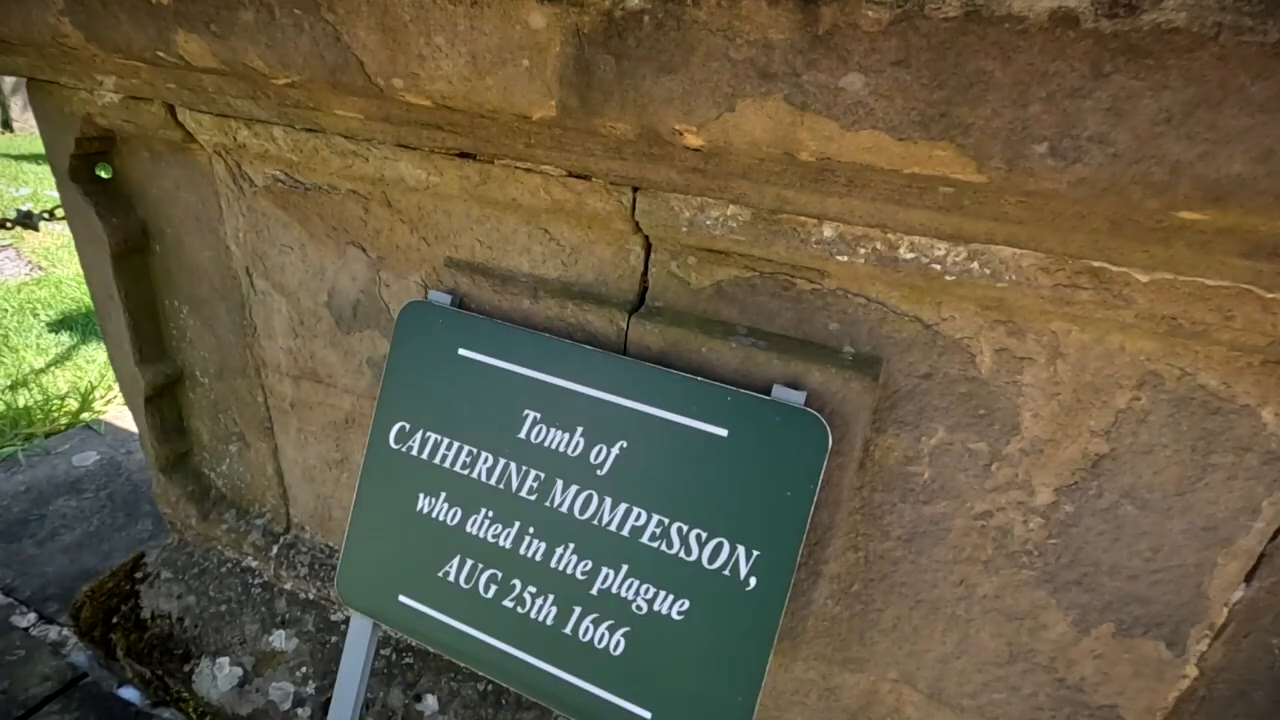 Tomb of
CATHERINE MOMPESSON,
who died in the plague
AUG 25th 1666